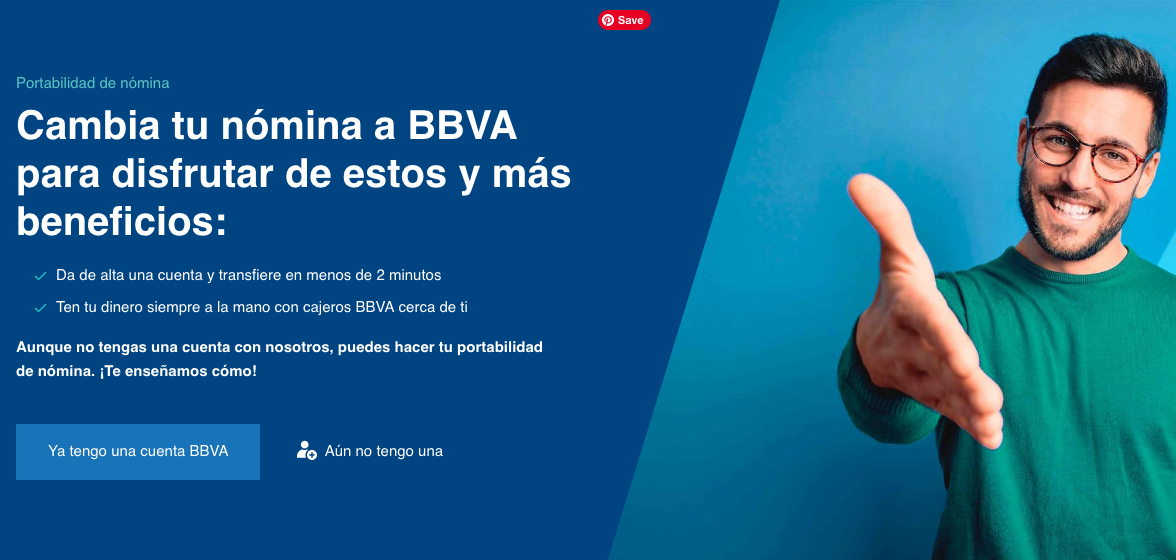 Save
Portabilidad de nómina
Cambia tu nómina a BBVA
para disfrutar de estos y más
beneficios:
Da de alta una cuenta y transfiere en menos de 2 minutos
Ten tu dinero siempre a la mano con cajeros BBVA cerca de ti
Aunque no tengas una cuenta con nosotros, puedes hacer tu portabilidad
de nómina. ¡Te enseñamos cómo!
Ya tengo una cuenta BBVA
Aún no tengo una